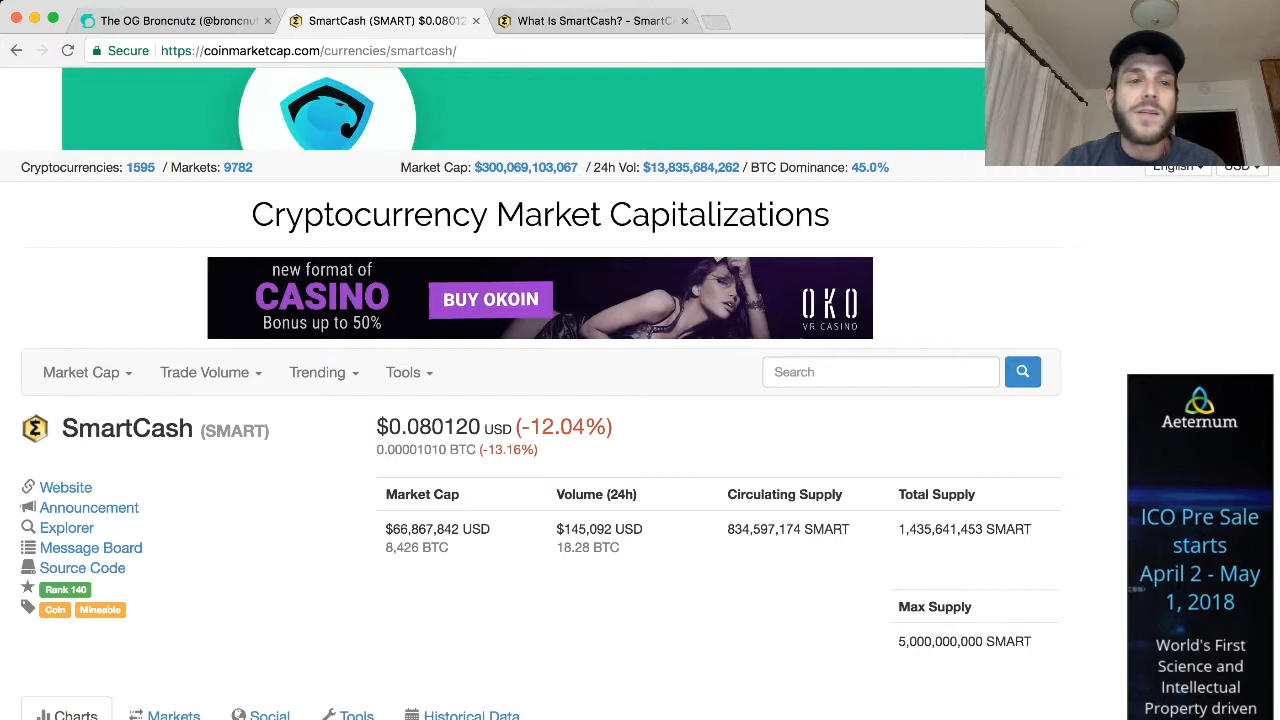 The OG Broncnutz (@broncnu
SmartCash (SMART) $0.080120
What Is SmartCash? - SmartC
Secure https://coinmarketcap.com/currencies/smartcash/
Cryptocurrencies: 1595 / Markets: 9782 Market Cap: $300,069,103,067 / 24h Vol: $13,835,684,262 / BTC Dominance: 45.0%
English USD
Cryptocurrency Market Capitalizations
new format of
CASINO
Bonus up to 50%
BUY OKOIN
OKO
VR CASINO
Market Cap Trade Volume Trending Tools Search
SmartCash (SMART)
$0.080120 USD (-12.04%)
0.00001010 BTC (-13.16%)
Website
Announcement
Explorer
Message Board
Source Code
Rank 140
Coin Mineable
Market Cap Volume (24h) Circulating Supply Total Supply
$66,867,842 USD $145,092 USD 834,597,174 SMART 1,435,641,453 SMART
8,426 BTC 18.28 BTC
Max Supply
5,000,000,000 SMART
Aeternum
ICO Pre Sale
starts
April 2 - May
1, 2018
World's First
Science and
Intellectual
Property driven
Charts Markets Social Tools Historical Data